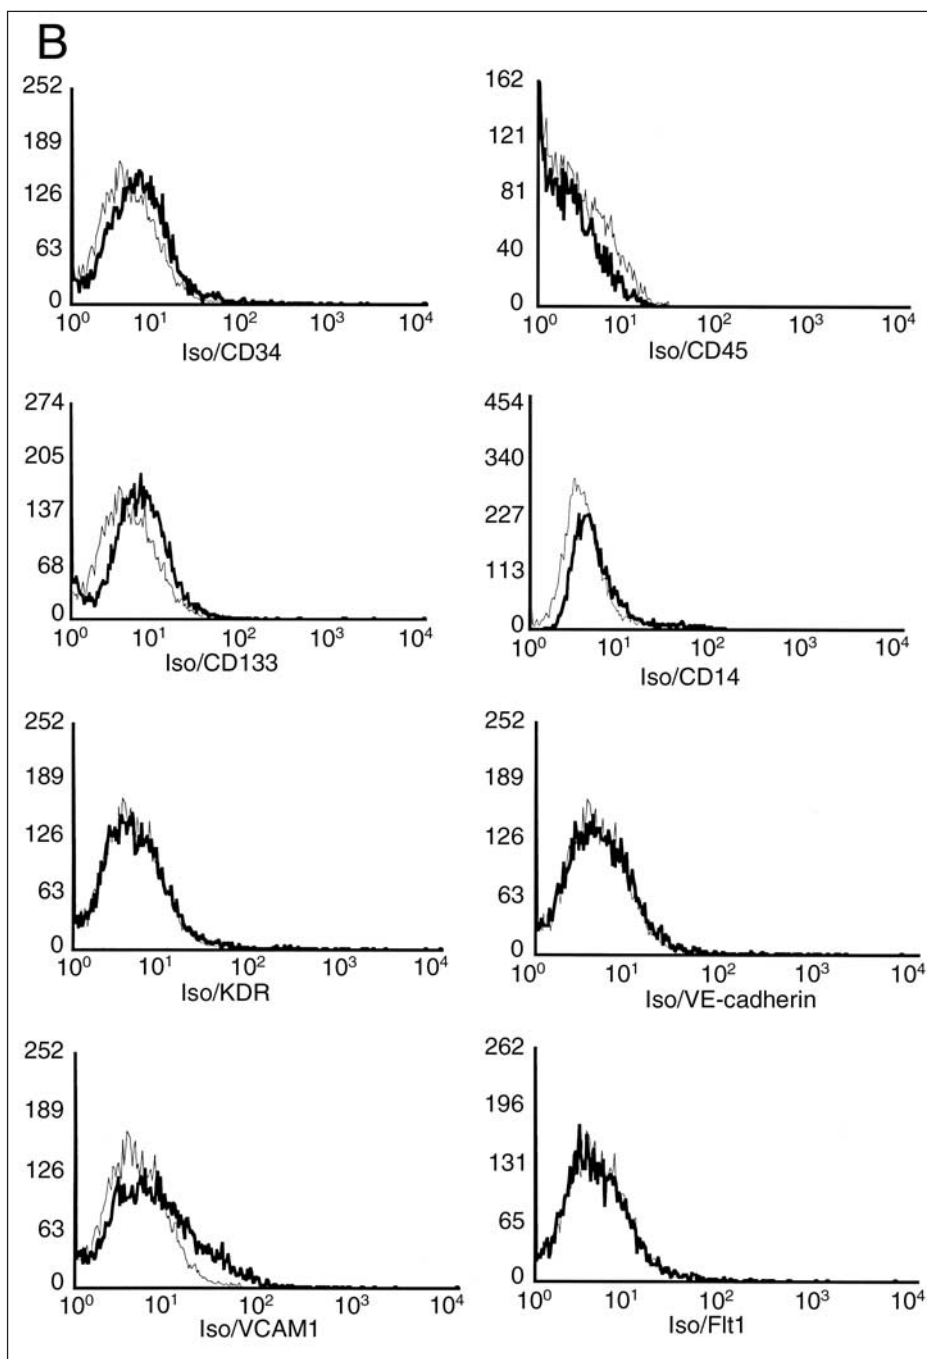 B
252
189
126
63
0
10⁰ 10¹ 10² 10³ 10⁴
Iso/CD34
162
121
81
40
0
10⁰ 10¹ 10² 10³ 10⁴
Iso/CD45
274
205
137
68
0
10⁰ 10¹ 10² 10³ 10⁴
Iso/CD133
454
340
227
113
0
10⁰ 10¹ 10² 10³ 10⁴
Iso/CD14
252
189
126
63
0
10⁰ 10¹ 10² 10³ 10⁴
Iso/KDR
252
189
126
63
0
10⁰ 10¹ 10² 10³ 10⁴
Iso/VE-cadherin
252
189
126
63
0
10⁰ 10¹ 10² 10³ 10⁴
Iso/VCAM1
262
196
131
65
0
10⁰ 10¹ 10² 10³ 10⁴
Iso/Flt1